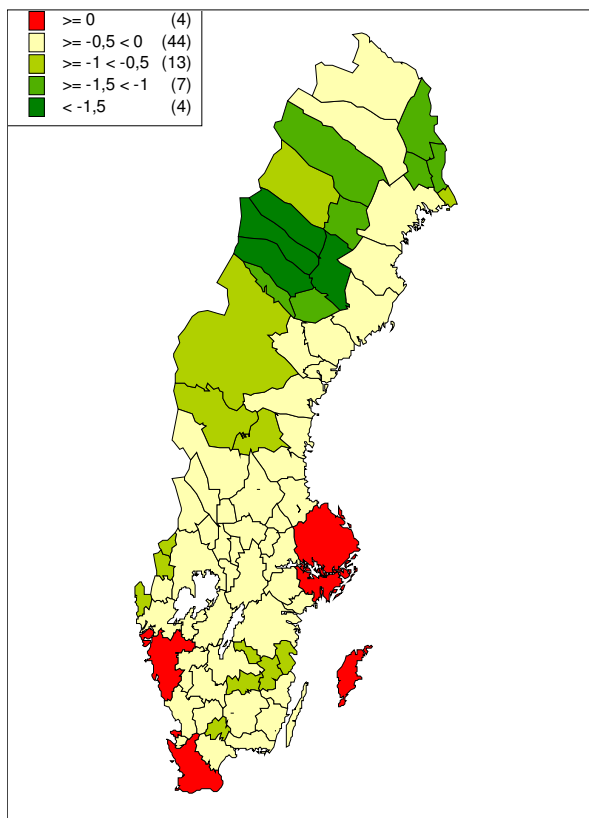 >= 0 (4)
>= -0,5 < 0 (44)
>= -1 < -0,5 (13)
>= -1,5 < -1 (7)
< -1,5 (4)